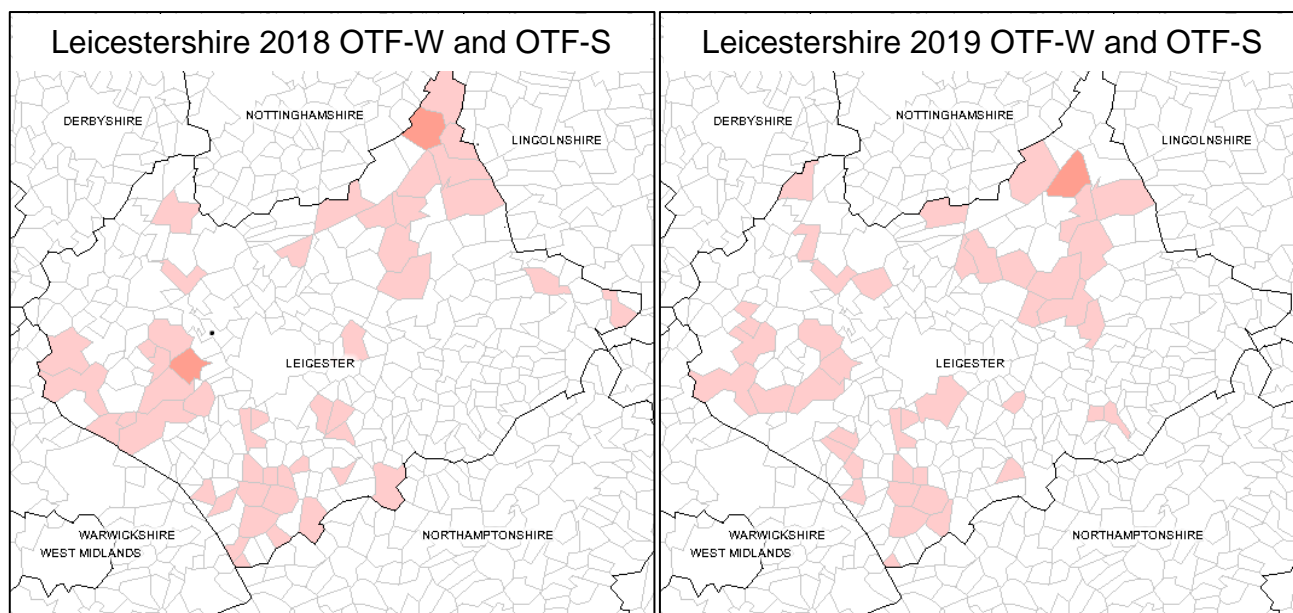 Leicestershire 2018 OTF-W and OTF-S
DERBYSHIRE
NOTTINGHAMSHIRE
LINCOLNSHIRE
LEICESTER
WARWICKSHIRE
WEST MIDLANDS
NORTHAMPTONSHIRE
Leicestershire 2019 OTF-W and OTF-S
DERBYSHIRE
NOTTINGHAMSHIRE
LINCOLNSHIRE
LEICESTER
WARWICKSHIRE
WEST MIDLANDS
NORTHAMPTONSHIRE